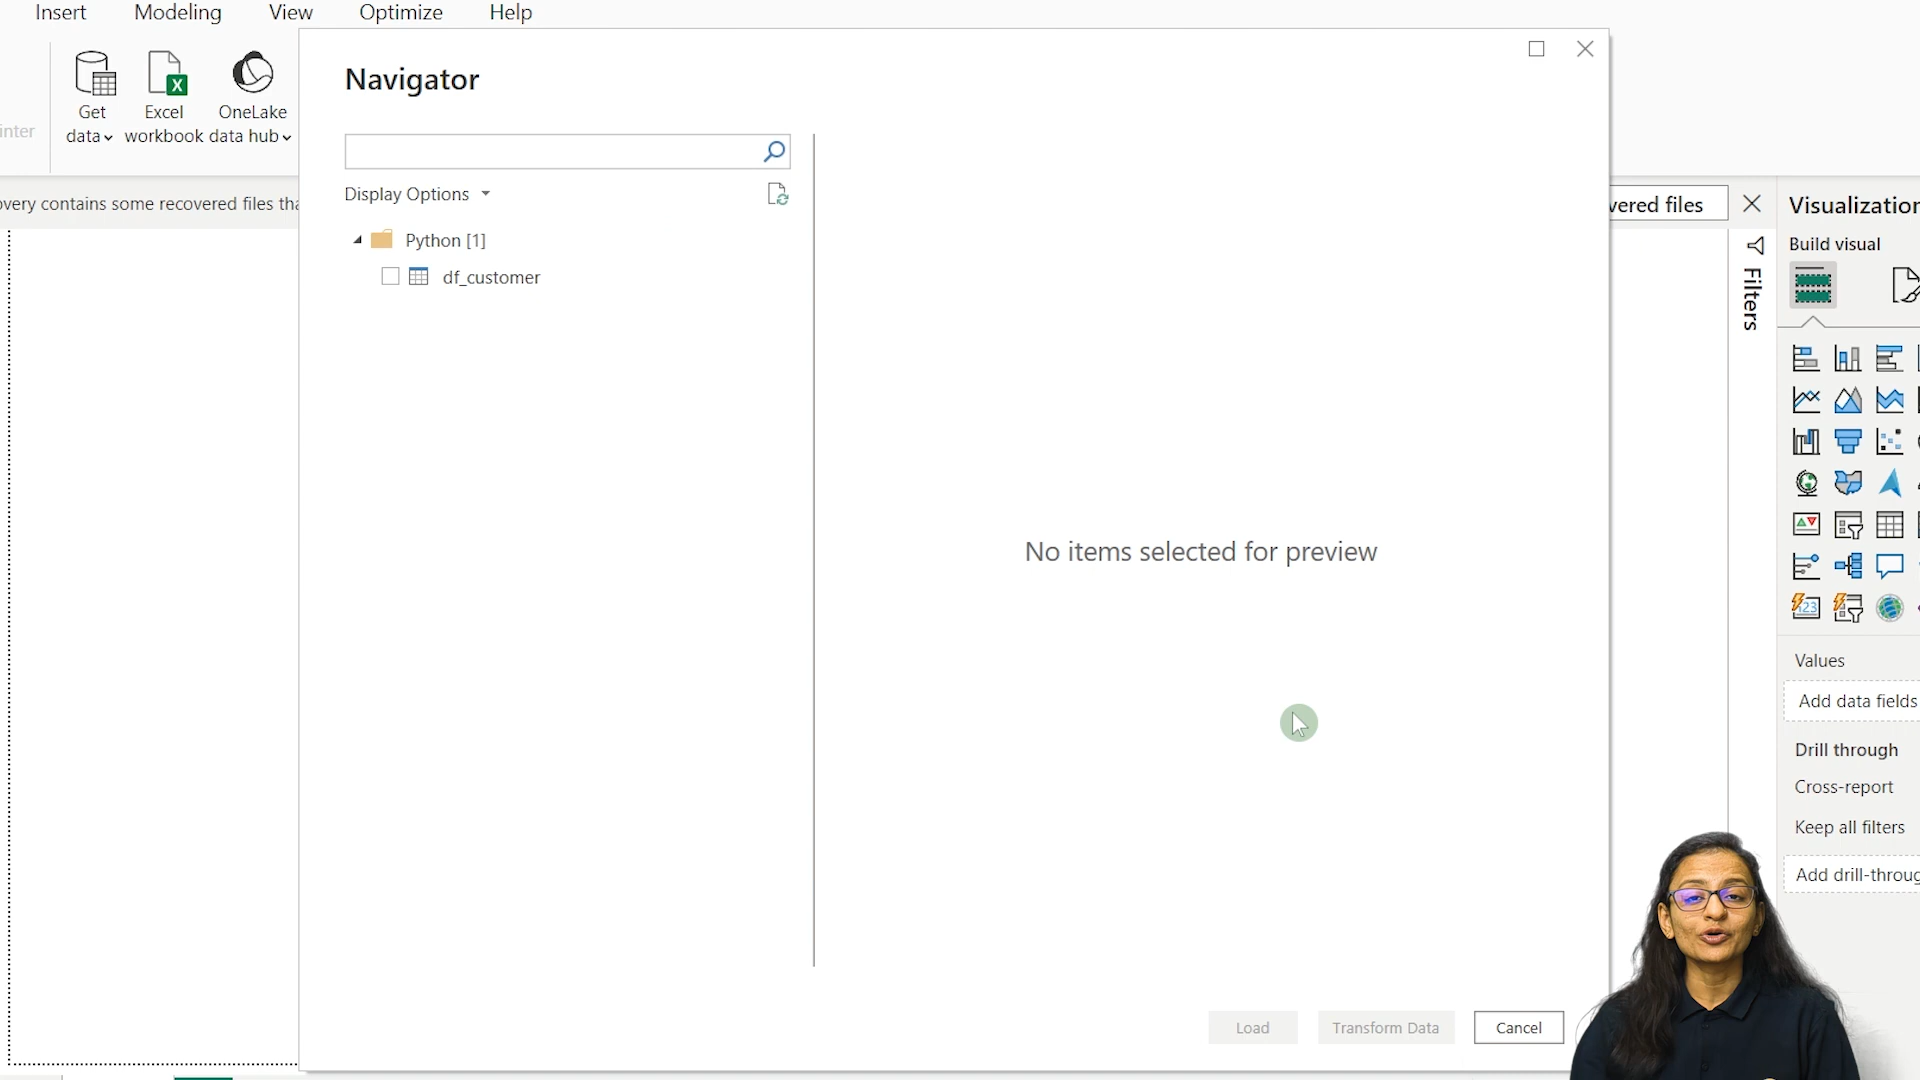 Insert Modeling View Optimize Help
inter
Get data
Excel workbook
OneLake data hub
Navigator
overy contains some recovered files tha
vered files
Display Options
Python [1]
df_customer
No items selected for preview
Load Transform Data Cancel
Filters
Visualization
Build visual
123
Values
Add data fields
Drill through
Cross-report
Keep all filters
Add drill-throug